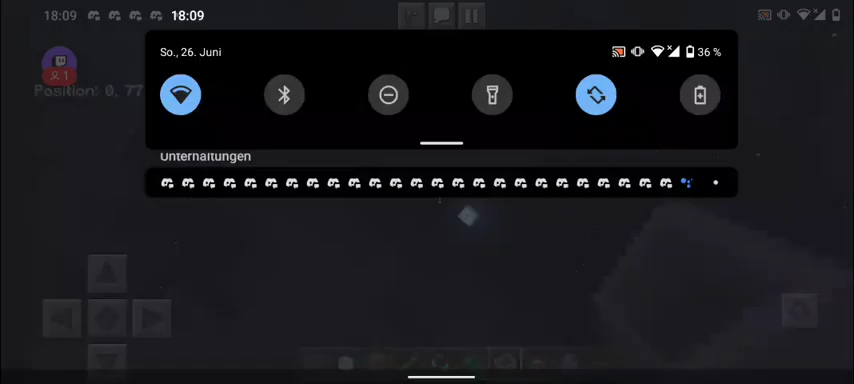 18:09 18:09
So., 26. Juni
36 %
1
Position: 0, 77
Unterhaltungen